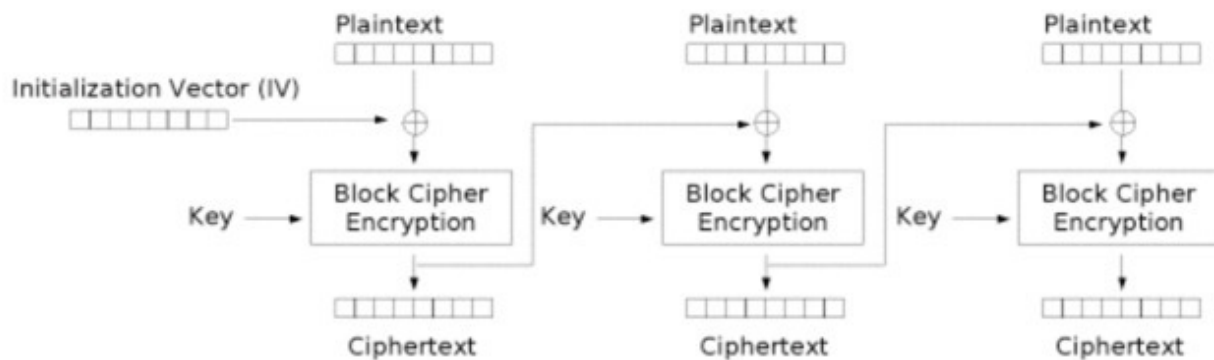 Plaintext
Plaintext
Plaintext
Initialization Vector (IV)
Key
Block Cipher
Encryption
Key
Block Cipher
Encryption
Key
Block Cipher
Encryption
Ciphertext
Ciphertext
Ciphertext